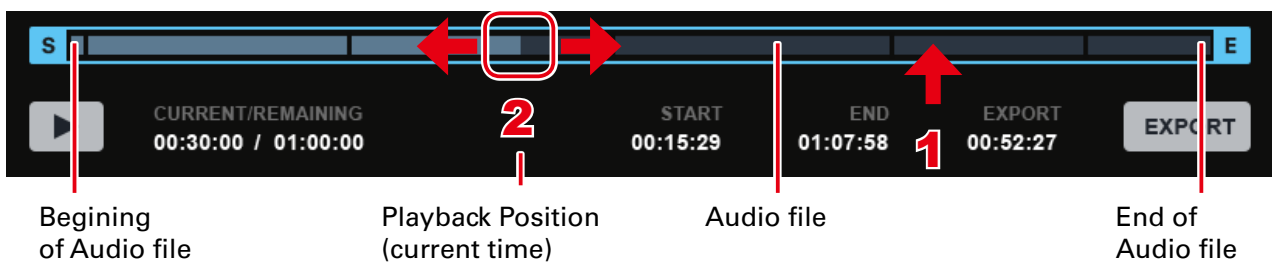 S E
CURRENT/REMAINING START END EXPORT
00:30:00 / 01:00:00 2 00:15:29 01:07:58 1 00:52:27 EXPORT
Begining
of Audio file
Playback Position
(current time)
Audio file
End of
Audio file